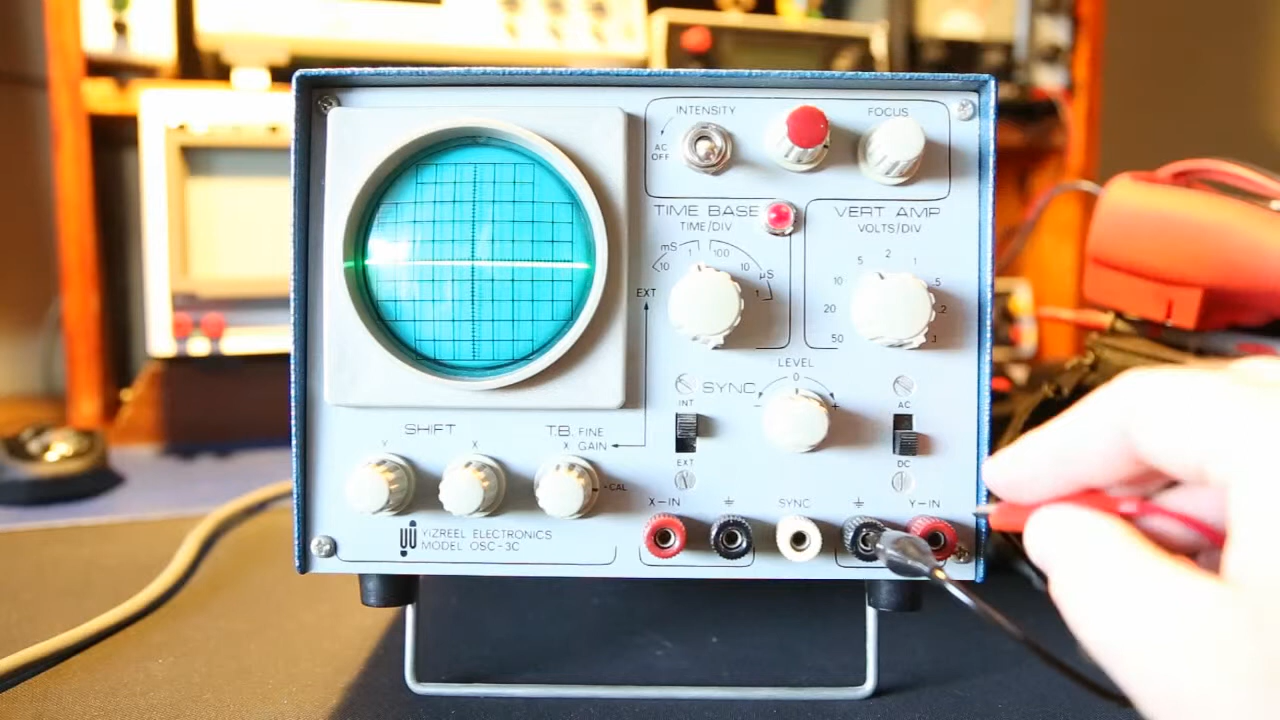 INTENSITY
FOCUS
AC
OFF
TIME BASE
TIME/DIV
VERT AMP
VOLTS/DIV
mS
10
1
100
10
µS
1
EXT
5
2
1
10
.5
20
.2
50
.1
LEVEL
0
SYNC
- +
INT
EXT
AC
DC
SHIFT
Y
X
T.B. FINE
X GAIN
CAL
X-IN
SYNC
Y-IN
YIZREEL ELECTRONICS
MODEL OSC-3C